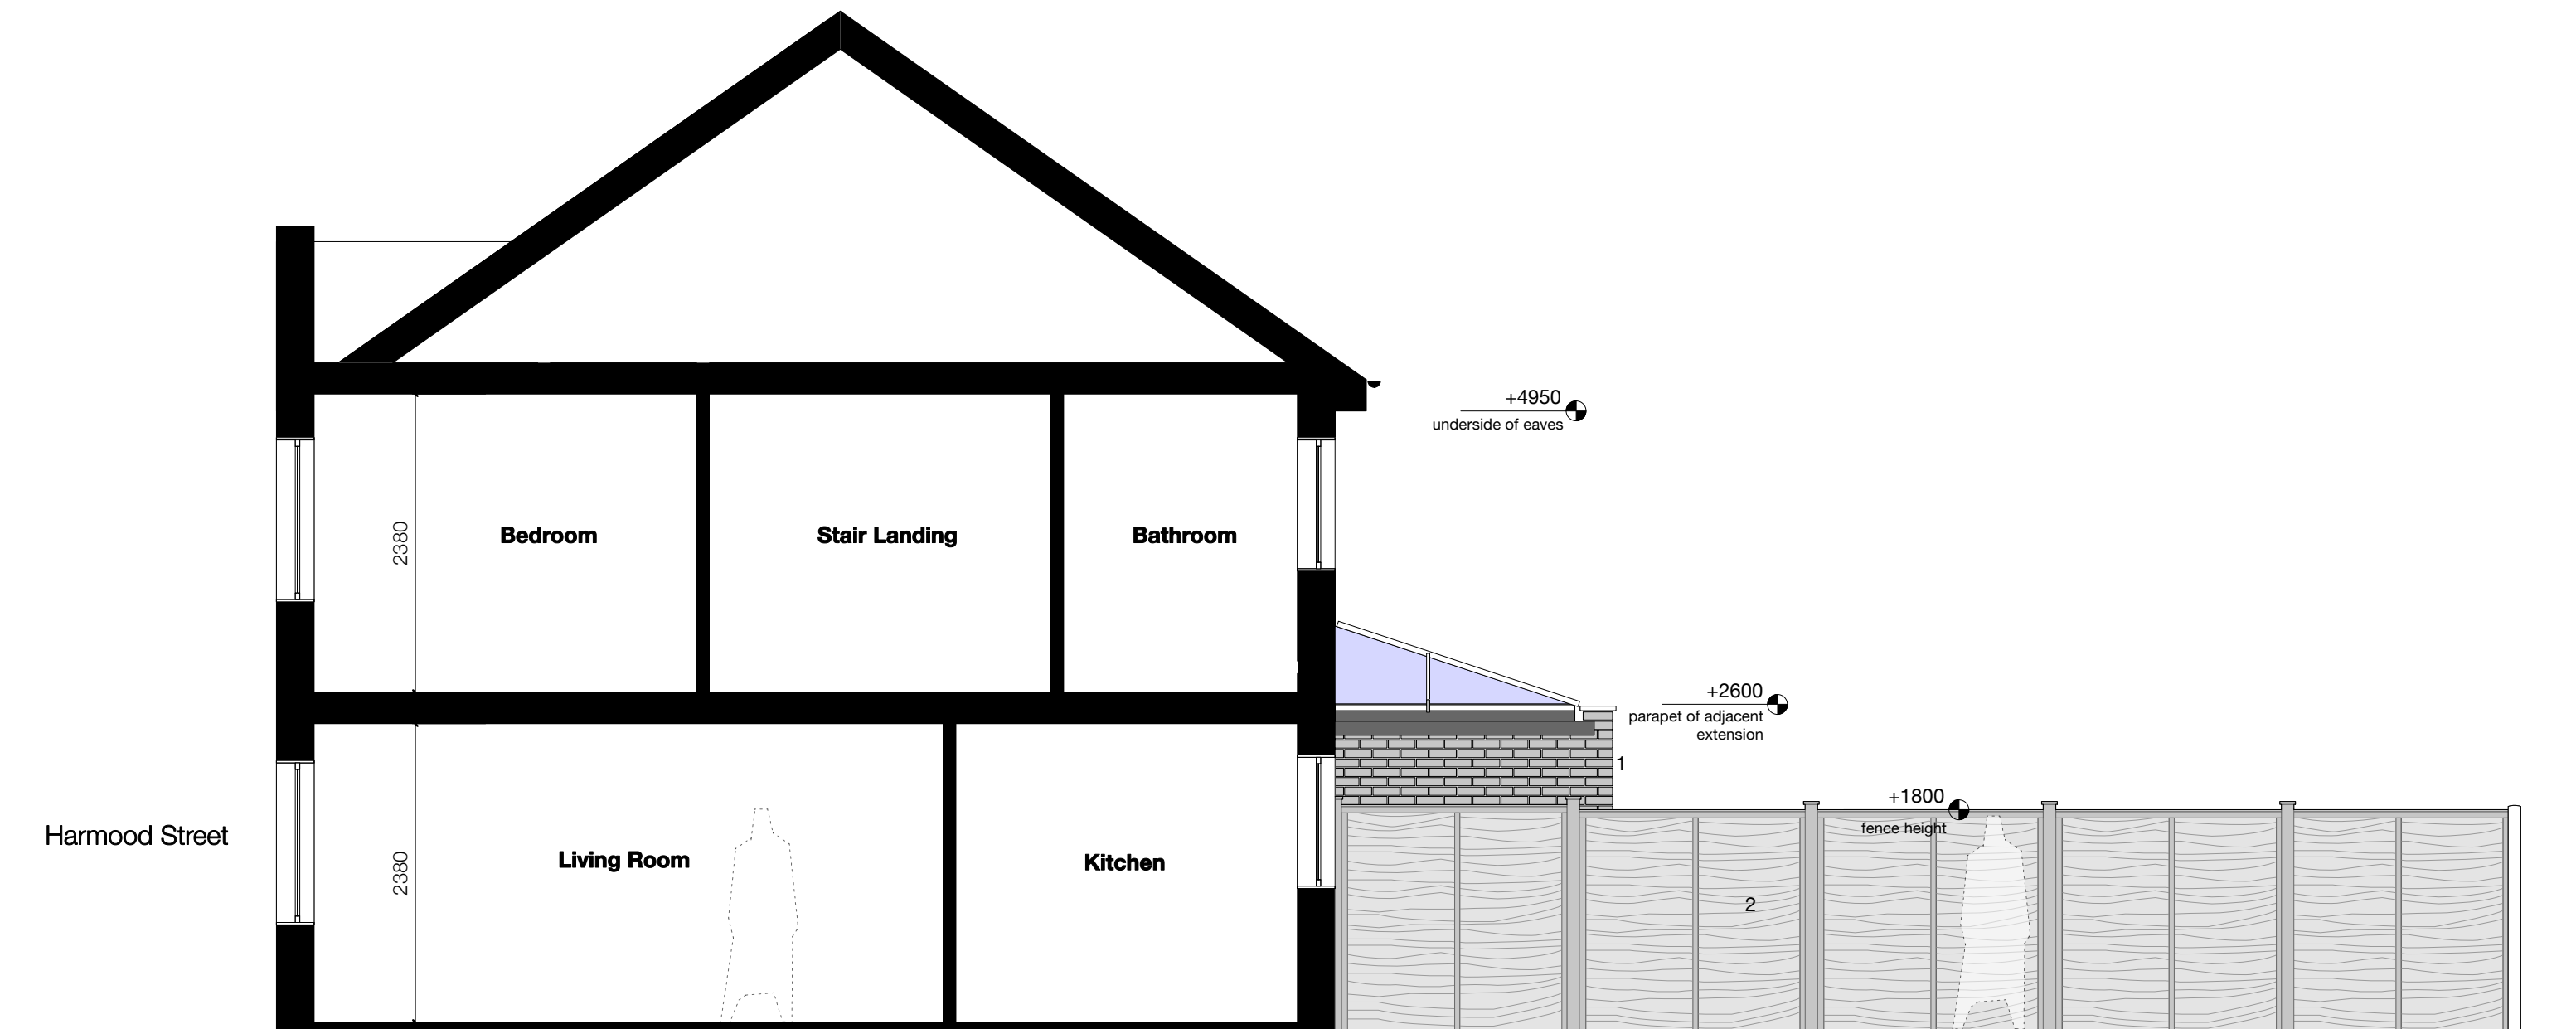 +4950
underside of eaves
2380
Bedroom
Stair Landing
Bathroom
+2600
parapet of adjacent
extension
1
+1800
fence height
Harmood Street
2380
Living Room
Kitchen
2